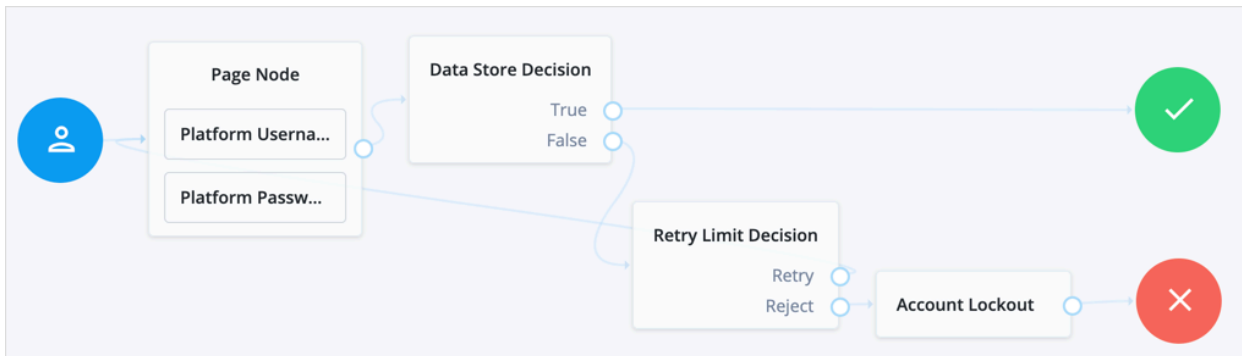 Page Node
Platform Userna...
Platform Passw...
Data Store Decision
True
False
Retry Limit Decision
Retry
Reject
Account Lockout